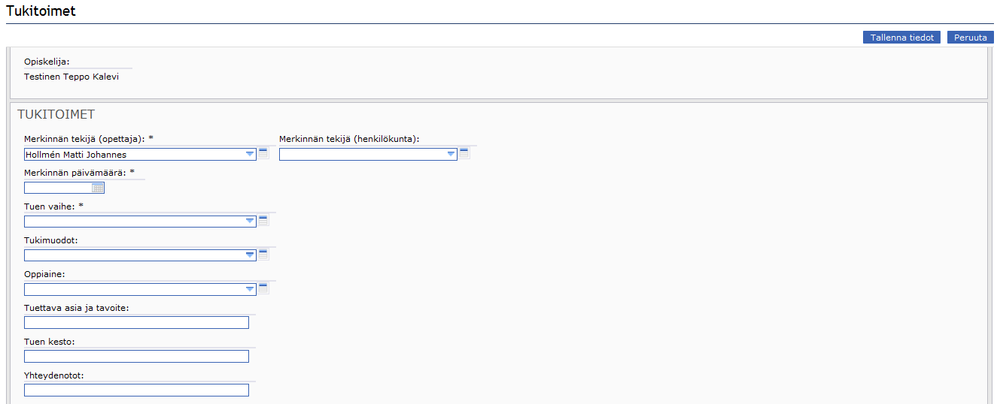 Tukitoimet
Tallenna tiedot Peruuta
Opiskelija:
Testinen Teppo Kalevi
TUKITOIMET
Merkinnän tekijä (opettaja): * Merkinnän tekijä (henkilökunta):
Hollmén Matti Johannes
Merkinnän päivämäärä: *
Tuen vaihe: *
Tukimuodot:
Oppiaine:
Tuettava asia ja tavoite:
Tuen kesto:
Yhteydenotot: